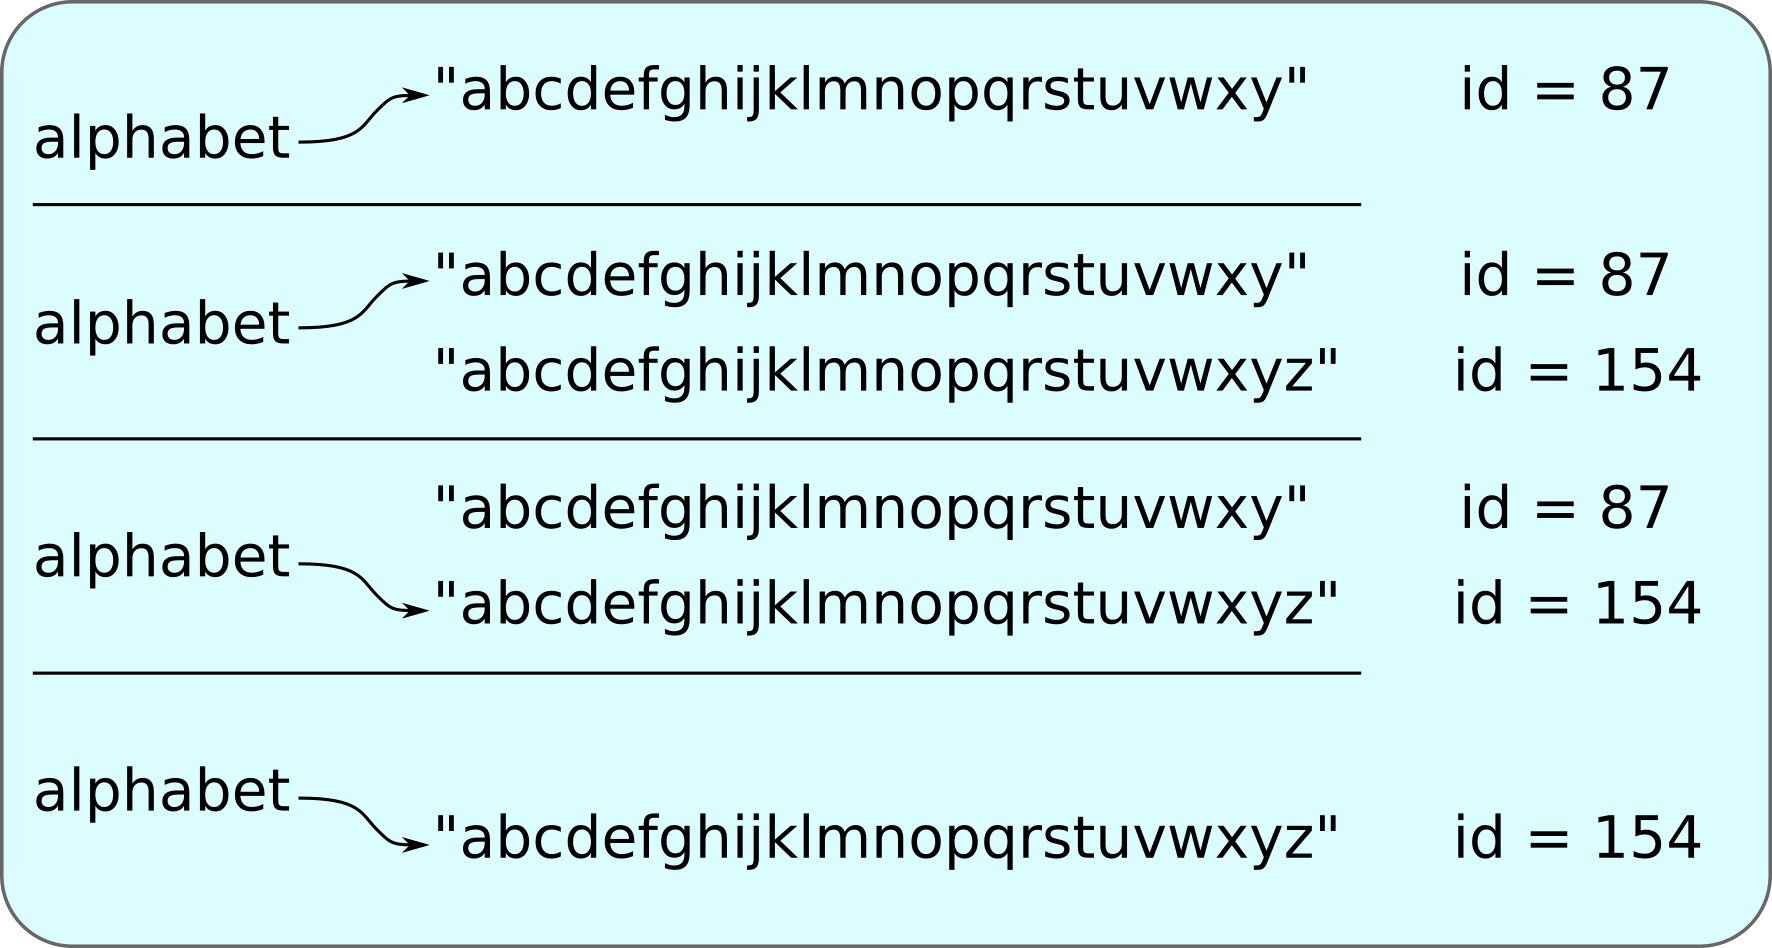 "abcdefghijklmnopqrstuvwxy" id = 87
alphabet
"abcdefghijklmnopqrstuvwxy" id = 87
alphabet
"abcdefghijklmnopqrstuvwxyz" id = 154
"abcdefghijklmnopqrstuvwxy" id = 87
alphabet
"abcdefghijklmnopqrstuvwxyz" id = 154
alphabet
"abcdefghijklmnopqrstuvwxyz" id = 154